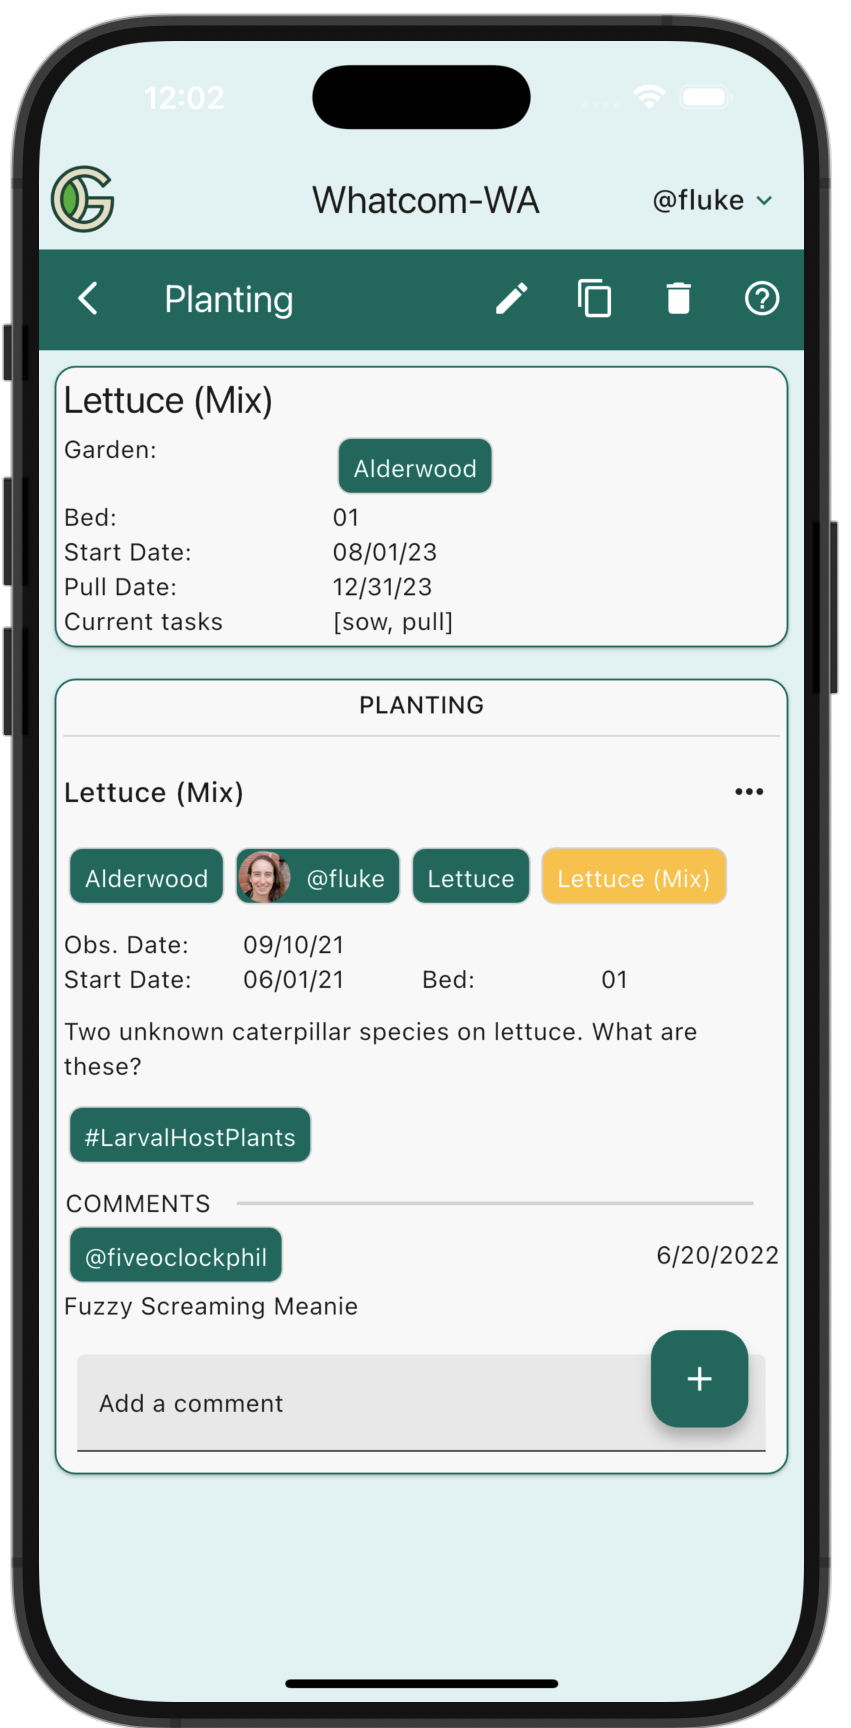 12:02
Whatcom-WA @fluke
Planting
Lettuce (Mix)
Garden: Alderwood
Bed: 01
Start Date: 08/01/23
Pull Date: 12/31/23
Current tasks [sow, pull]
PLANTING
Lettuce (Mix)
Alderwood @fluke Lettuce Lettuce (Mix)
Obs. Date: 09/10/21
Start Date: 06/01/21 Bed: 01
Two unknown caterpillar species on lettuce. What are
these?
#LarvalHostPlants
COMMENTS
@fiveoclockphil 6/20/2022
Fuzzy Screaming Meanie
Add a comment